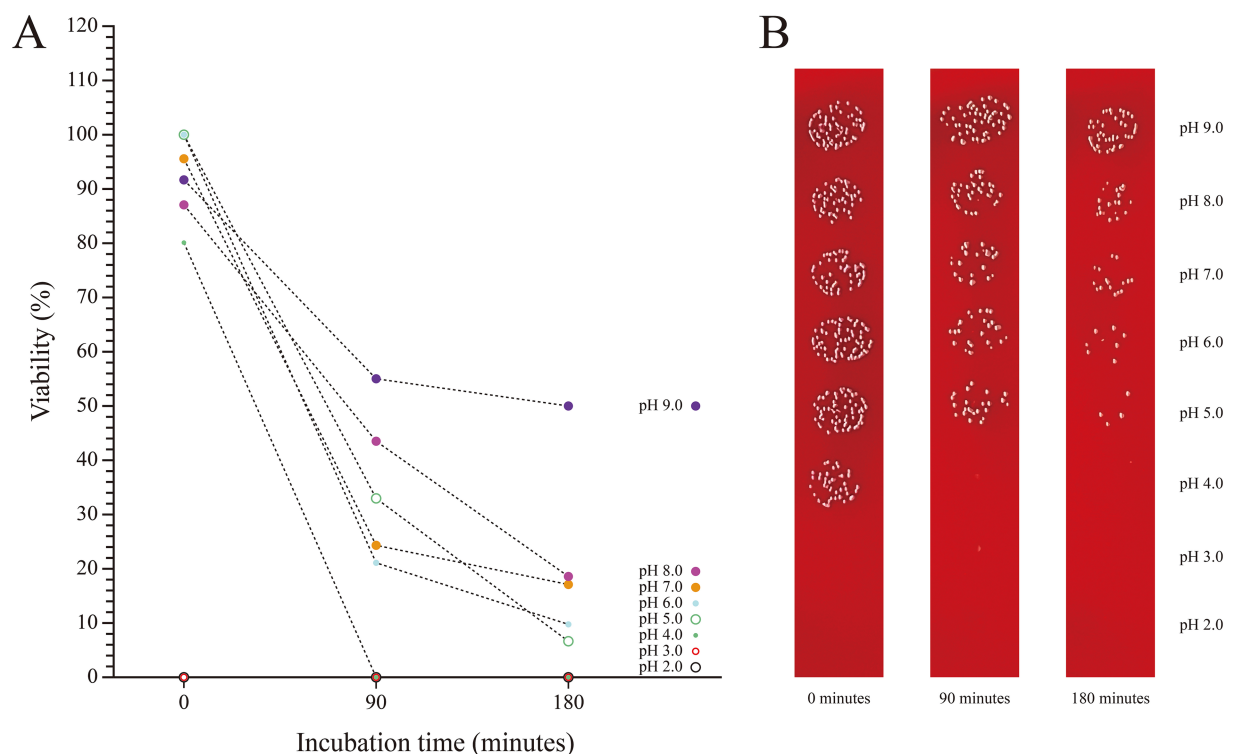 A
120
110
100
90
80
70
60
50
40
30
20
10
0
Viability (%)
0 90 180
Incubation time (minutes)
pH 9.0
pH 8.0
pH 7.0
pH 6.0
pH 5.0
pH 4.0
pH 3.0
pH 2.0
B
pH 9.0
pH 8.0
pH 7.0
pH 6.0
pH 5.0
pH 4.0
pH 3.0
pH 2.0
0 minutes 90 minutes 180 minutes